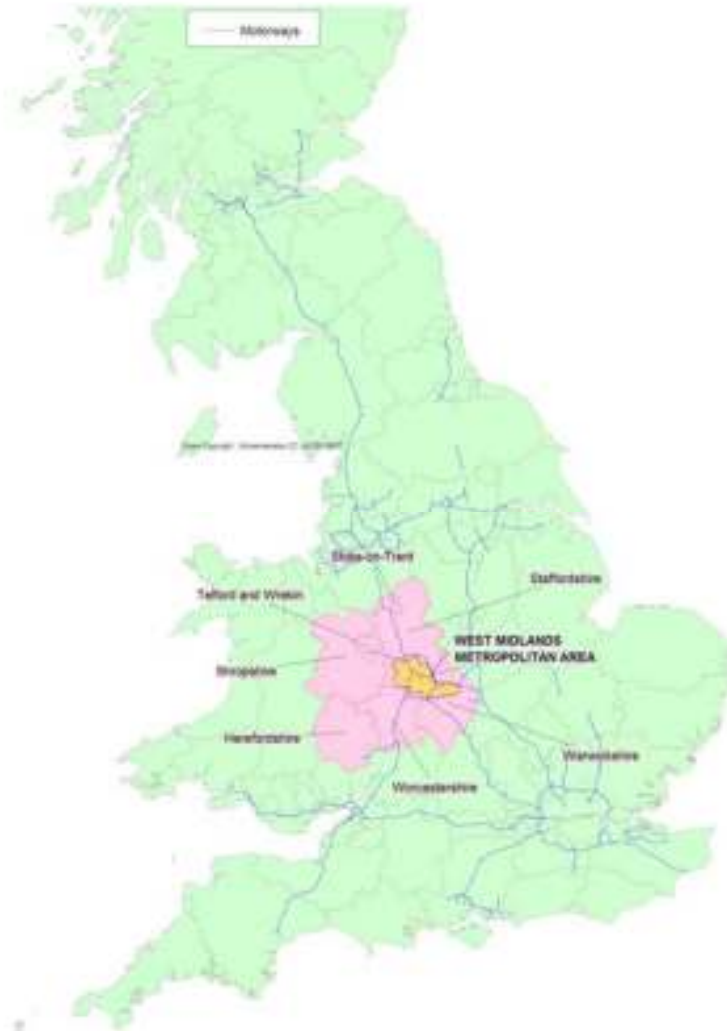 Motorways
Stoke-on-Trent
Staffordshire
Telford and Wrekin
WEST MIDLANDS
METROPOLITAN AREA
Shropshire
Herefordshire
Warwickshire
Worcestershire